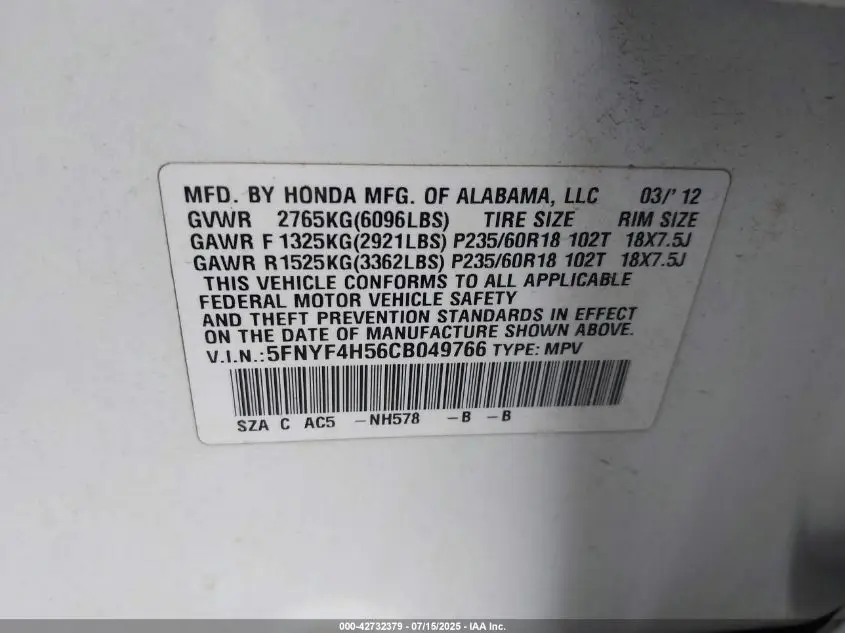 MFD. BY HONDA MFG. OF ALABAMA, LLC 03/' 12
GVWR 2765KG(6096LBS) TIRE SIZE RIM SIZE
GAWR F 1325KG(2921LBS) P235/60R18 102T 18X7.5J
GAWR R1525KG(3362LBS) P235/60R18 102T 18X7.5J
THIS VEHICLE CONFORMS TO ALL APPLICABLE
FEDERAL MOTOR VEHICLE SAFETY
AND THEFT PREVENTION STANDARDS IN EFFECT
ON THE DATE OF MANUFACTURE SHOWN ABOVE.
V.I.N.:5FNYF4H56CB049766 TYPE: MPV
SZA C AC5 -NH578 -B -B
000-42732379 - 07/15/2025 - IAA Inc.